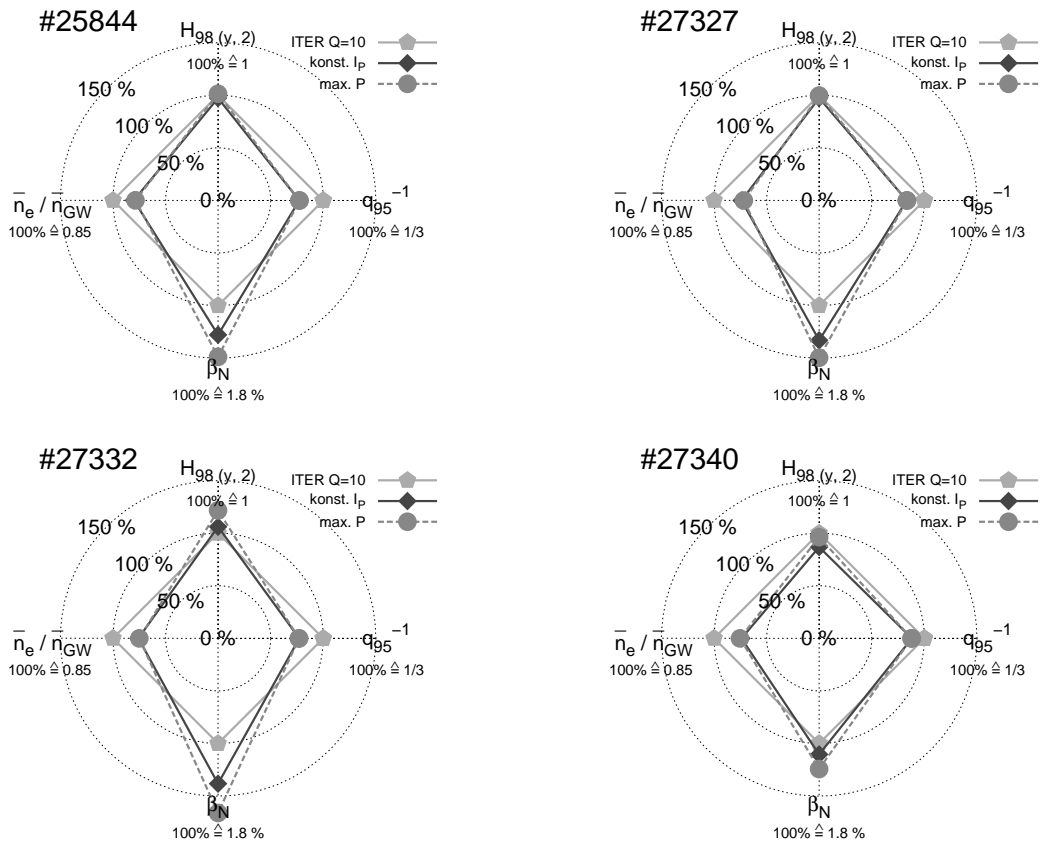 #25844
H98 (y, 2)
100% ≙ 1
ITER Q=10
konst. IP
max. P
150 %
100 %
50 %
0 %
n̅e / n̅GW
100% ≙ 0.85
q95⁻¹
100% ≙ 1/3
βN
100% ≙ 1.8 %
#27327
H98 (y, 2)
100% ≙ 1
ITER Q=10
konst. IP
max. P
150 %
100 %
50 %
0 %
n̅e / n̅GW
100% ≙ 0.85
q95⁻¹
100% ≙ 1/3
βN
100% ≙ 1.8 %
#27332
H98 (y, 2)
100% ≙ 1
ITER Q=10
konst. IP
max. P
150 %
100 %
50 %
0 %
n̅e / n̅GW
100% ≙ 0.85
q95⁻¹
100% ≙ 1/3
βN
100% ≙ 1.8 %
#27340
H98 (y, 2)
100% ≙ 1
ITER Q=10
konst. IP
max. P
150 %
100 %
50 %
0 %
n̅e / n̅GW
100% ≙ 0.85
q95⁻¹
100% ≙ 1/3
βN
100% ≙ 1.8 %